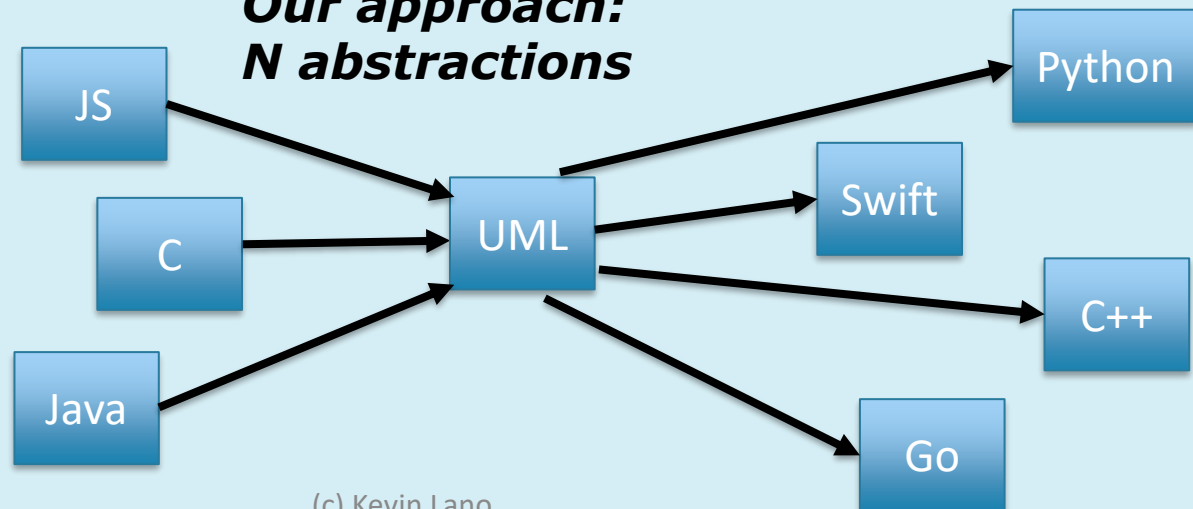 Our approach:
N abstractions
JS
C
Java
UML
Python
Swift
C++
Go
(c) Kevin Lano